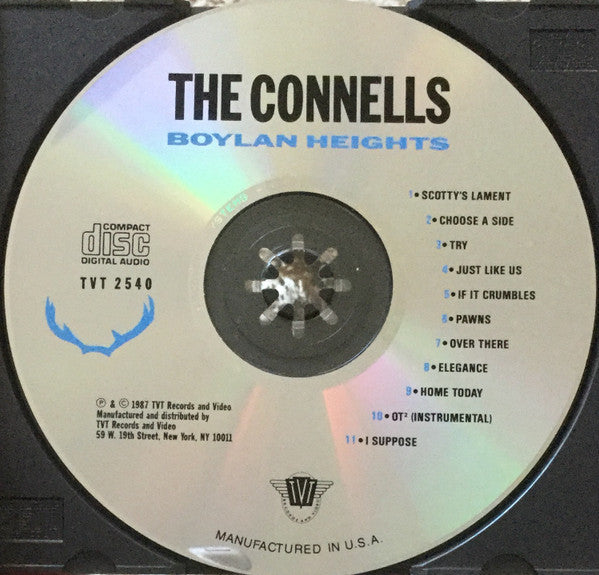 THE CONNELLS
BOYLAN HEIGHTS
1•SCOTTY'S LAMENT
2•CHOOSE A SIDE
3•TRY
4•JUST LIKE US
5•IF IT CRUMBLES
6•PAWNS
7•OVER THERE
8•ELEGANCE
9•HOME TODAY
10•OT² (INSTRUMENTAL)
11•I SUPPOSE
COMPACT
disc
DIGITAL AUDIO
TVT 2540
Ⓟ & © 1987 TVT Records and Video
Manufactured and distributed by
TVT Records and Video
59 W. 19th Street, New York, NY 10011
TVT
RECORDS AND VIDEO
MANUFACTURED IN U.S.A.